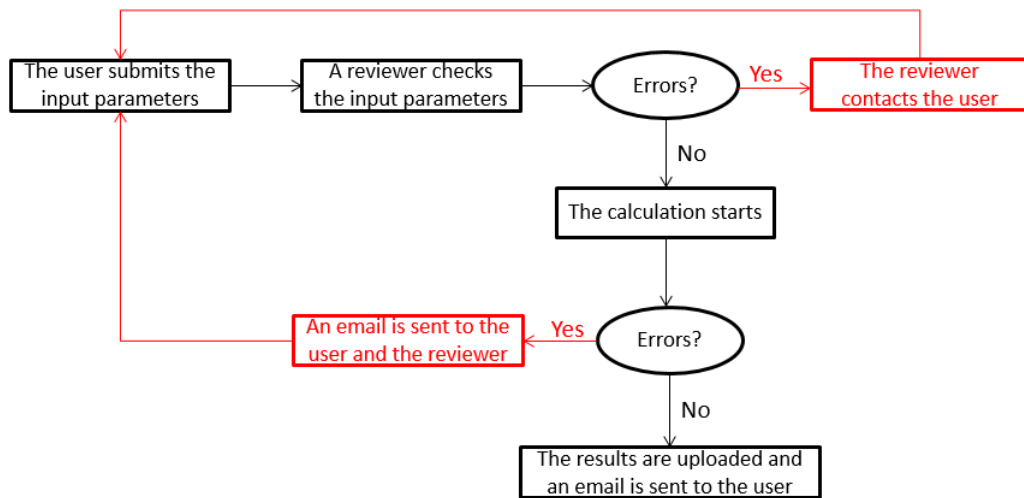 The user submits the
input parameters
A reviewer checks
the input parameters
Errors?
Yes
The reviewer
contacts the user
No
The calculation starts
An email is sent to the
user and the reviewer
Yes
Errors?
No
The results are uploaded and
an email is sent to the user